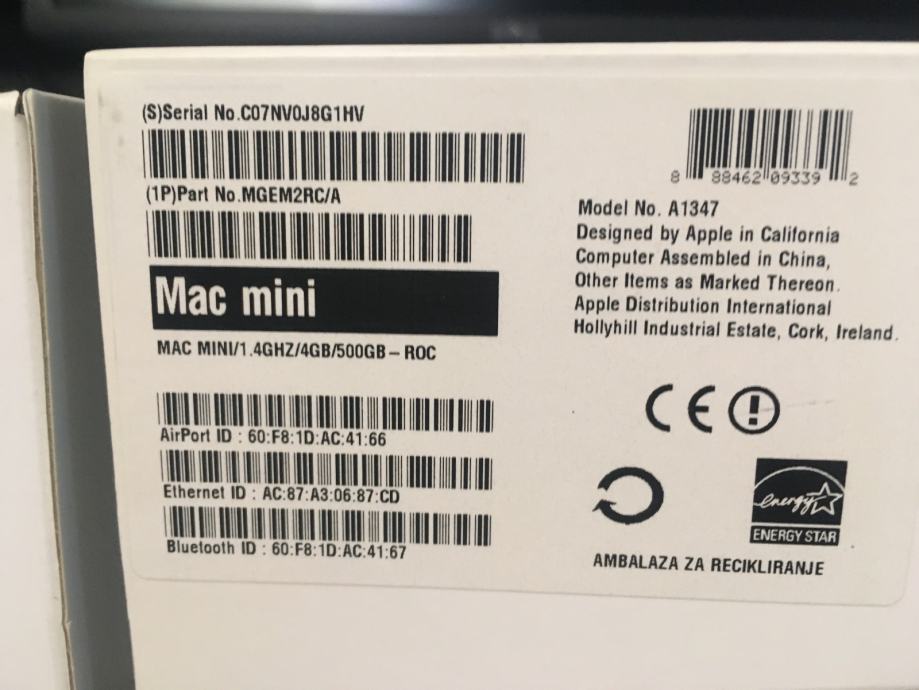 (S)Serial No.C07NV0J8G1HV
(1P)Part No.MGEM2RC/A
Mac mini
MAC MINI/1.4GHZ/4GB/500GB – ROC
AirPort ID : 60:F8:1D:AC:41:66
Ethernet ID : AC:87:A3:06:87:CD
Bluetooth ID : 60:F8:1D:AC:41:67
8 88462 09339 2
Model No. A1347
Designed by Apple in California
Computer Assembled in China,
Other Items as Marked Thereon.
Apple Distribution International
Hollyhill Industrial Estate, Cork, Ireland.
CE
energy
ENERGY STAR
AMBALAZA ZA RECIKLIRANJE